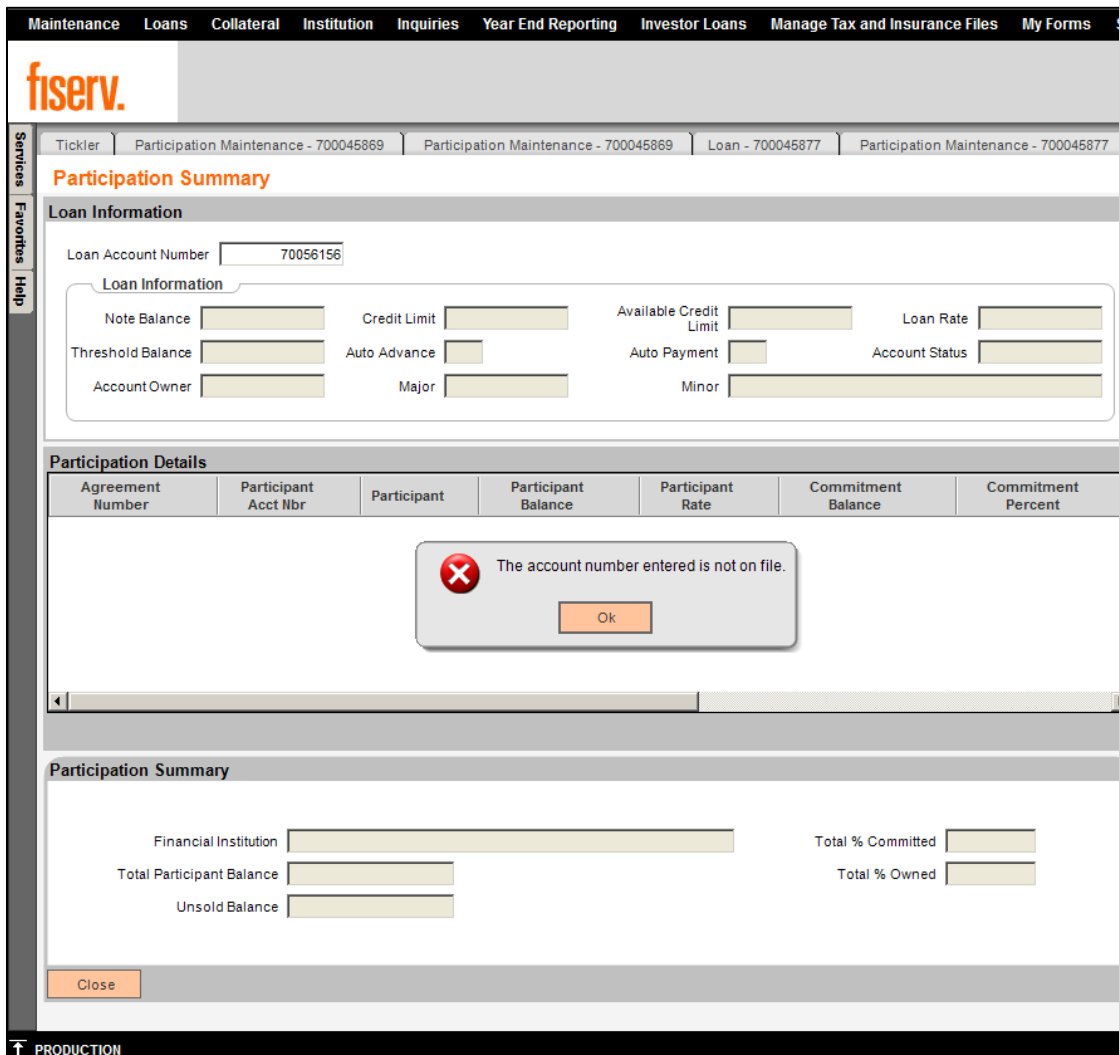 Maintenance Loans Collateral Institution Inquiries Year End Reporting Investor Loans Manage Tax and Insurance Files My Forms
fiserv.
Services
Favorites
Help
Tickler Participation Maintenance - 700045869 Participation Maintenance - 700045869 Loan - 700045877 Participation Maintenance - 700045877
Participation Summary
Loan Information
Loan Account Number 70056156
Loan Information
Note Balance Credit Limit Available Credit Limit Loan Rate
Threshold Balance Auto Advance Auto Payment Account Status
Account Owner Major Minor
Participation Details
Agreement Number Participant Acct Nbr Participant Participant Balance Participant Rate Commitment Balance Commitment Percent
The account number entered is not on file.
Ok
Participation Summary
Financial Institution Total % Committed
Total Participant Balance Total % Owned
Unsold Balance
Close
PRODUCTION